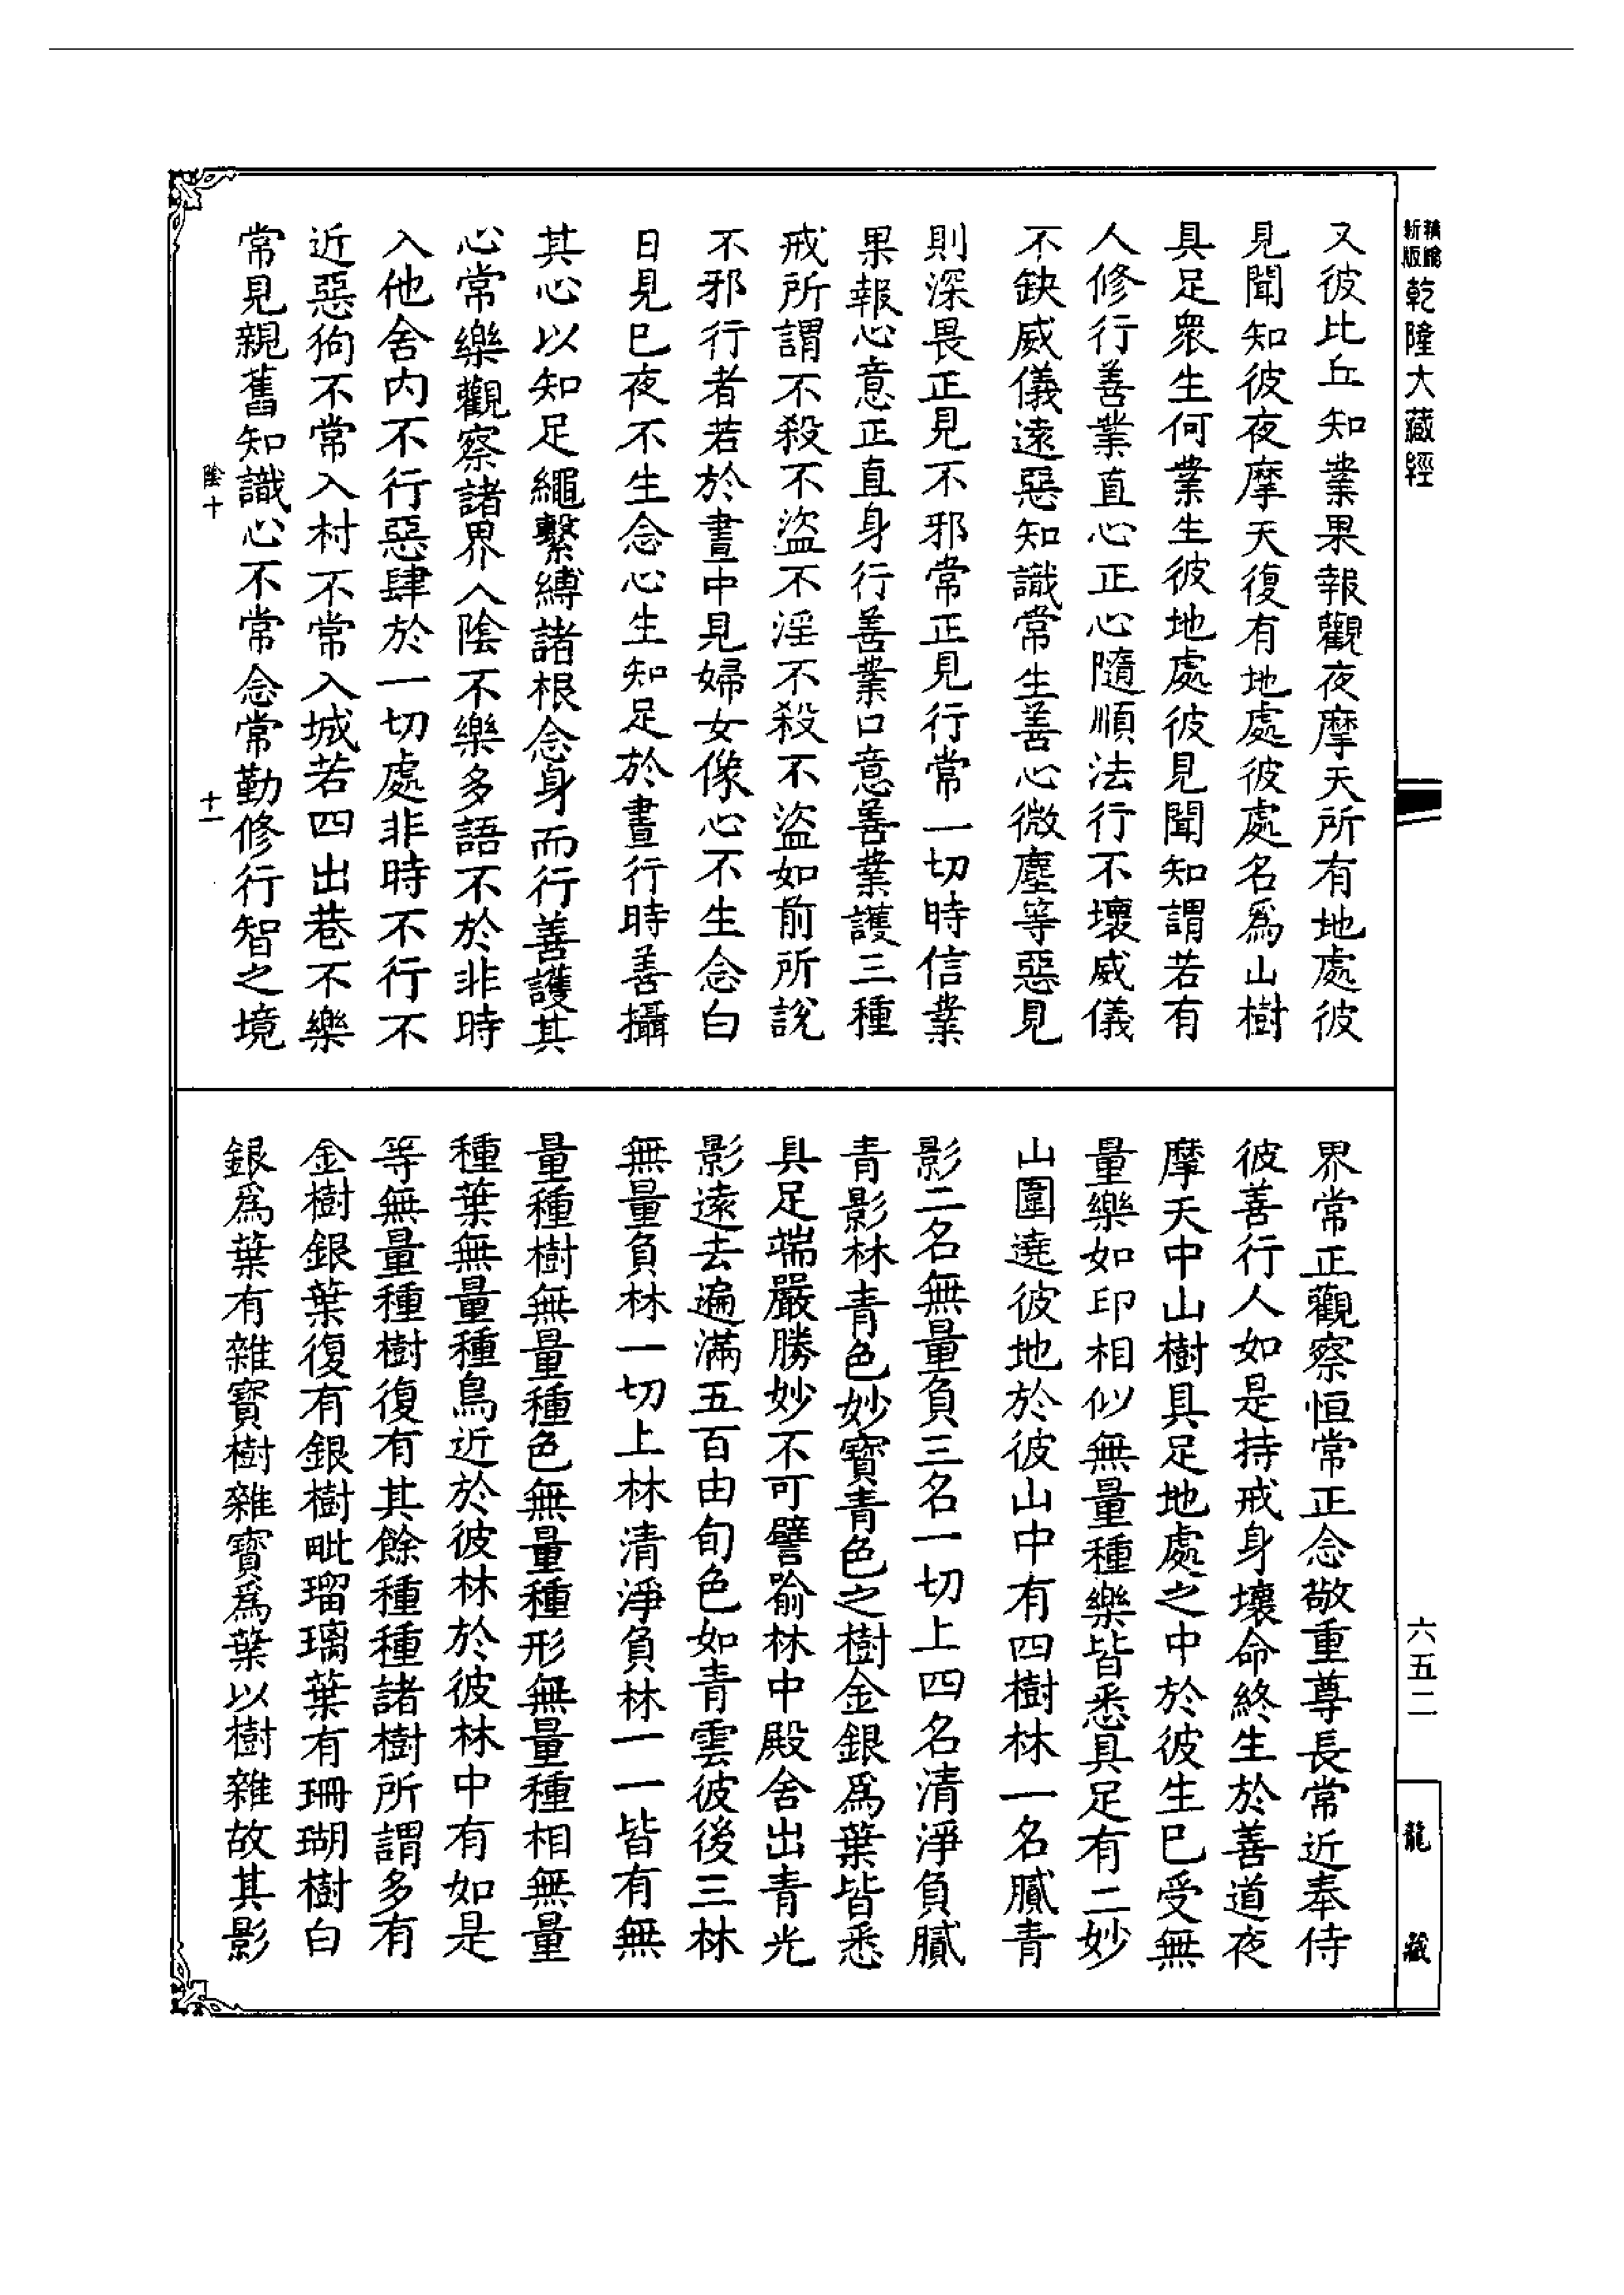 新版
乾隆大藏經
又彼比丘知業果報觀夜摩天所有地處彼
見聞知彼夜摩天復有地處彼處名爲山樹
具足衆生何業生彼地處彼見聞知謂若有
人修行善業直心正心隨順法行不壞威儀
不缺威儀遠惡知識常生善心微塵等惡見
則深畏正見不邪常正見行常一切時信業
果報心意正直身行善業口意善業護三種
戒所謂不殺不盜不淫不殺不盜如前所説
不邪行者若於晝中見婦女像心不生念白
日見已夜不生念心生知足於晝行時善攝
其心以知足繩繫縛諸根念身而行善護其
心常樂觀察諸界入陰不樂多語不於非時
入他舍内不行惡肆於一切處非時不行不
近惡狗不常入村不常入城若四出巷不樂
常見親舊知識心不常念常勤修行智之境
陰十
十一
界常正觀察恒常正念敬重尊長常近奉侍
彼善行人如是持戒身壞命終生於善道夜
摩天中山樹具足地處之中於彼生已受無
量樂如印相似無量種樂皆悉具足有二妙
山圍遶彼地於彼山中有四樹林一名膩青
影二名無量負三名一切上四名清淨負膩
青影林青色妙寶青色之樹金銀爲葉皆悉
具足端嚴勝妙不可譬喻林中殿舍出青光
影遠去遍滿五百由旬色如青雲彼後三林
無量負林一切上林清淨負林一一皆有無
量種樹無量種色無量種形無量種相無量
種葉無量種鳥近於彼林於彼林中有如是
等無量種樹復有其餘種種諸樹所謂多有
金樹銀葉復有銀樹毗瑠璃葉有珊瑚樹白
銀爲葉有雜寶樹雜寶爲葉以樹雜故其影
六五二
龍藏